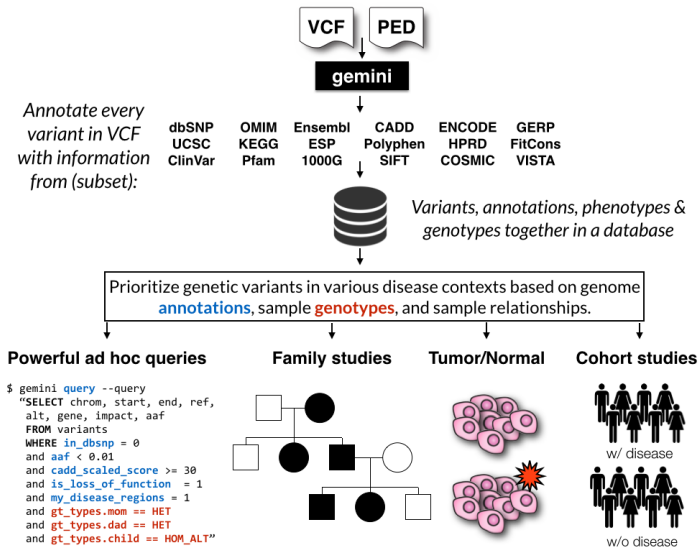 VCF PED
gemini
Annotate every
variant in VCF
with information
from (subset):
dbSNP OMIM Ensembl CADD ENCODE GERP
UCSC KEGG ESP Polyphen HPRD FitCons
ClinVar Pfam 1000G SIFT COSMIC VISTA
Variants, annotations, phenotypes &
genotypes together in a database
Prioritize genetic variants in various disease contexts based on genome
annotations, sample genotypes, and sample relationships.
Powerful ad hoc queries
$ gemini query --query
“SELECT chrom, start, end, ref,
alt, gene, impact, aaf
FROM variants
WHERE in_dbsnp = 0
and aaf < 0.01
and cadd_scaled_score >= 30
and is_loss_of_function = 1
and my_disease_regions = 1
and gt_types.mom == HET
and gt_types.dad == HET
and gt_types.child == HOM_ALT”
Family studies
Tumor/Normal
Cohort studies
w/ disease
w/o disease